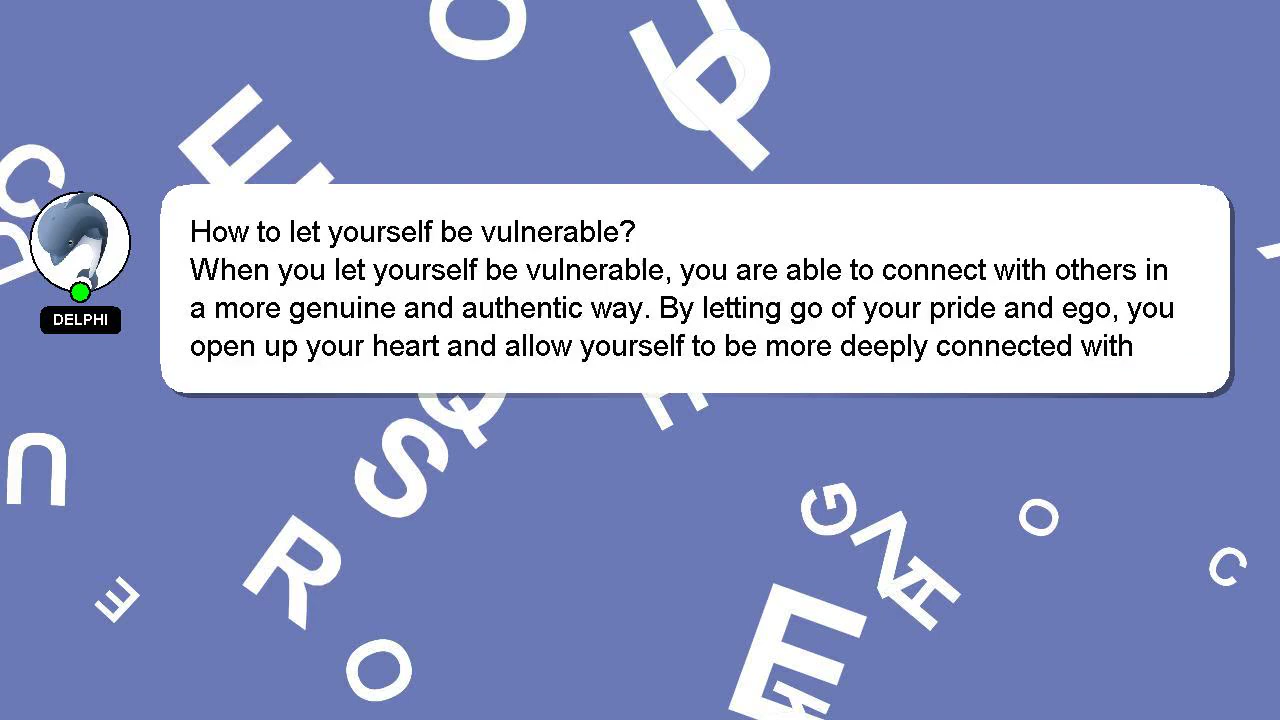 How to let yourself be vulnerable?
When you let yourself be vulnerable, you are able to connect with others in
a more genuine and authentic way. By letting go of your pride and ego, you
open up your heart and allow yourself to be more deeply connected with
DELPHI